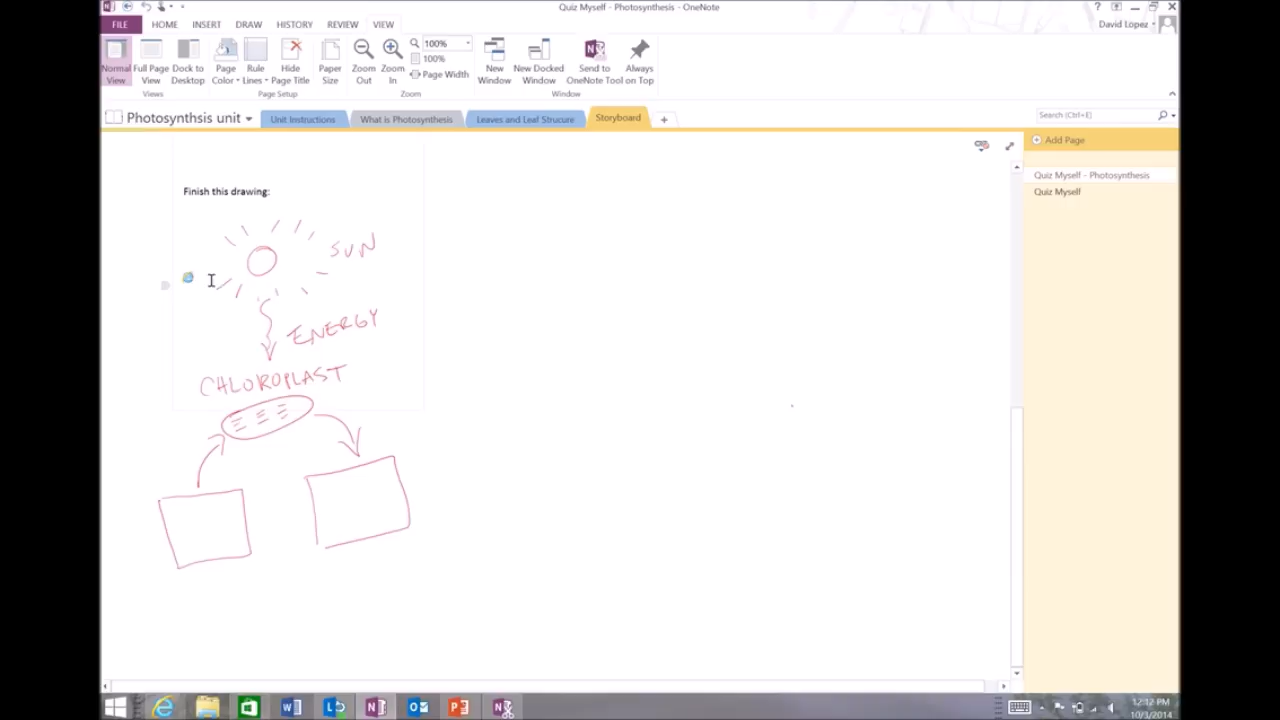 Quiz Myself - Photosynthesis - OneNote
FILE HOME INSERT DRAW HISTORY REVIEW VIEW
David Lopez
Normal View
Full Page View
Dock to Desktop
Page Color
Rule Lines
Hide Page Title
Paper Size
Zoom Out
Zoom In
100%
100%
Page Width
New Window
New Docked Window
Send to OneNote Tool
Always on Top
Views Page Setup Zoom Window
Photosynthsis unit Unit Instructions What is Photosynthesis Leaves and Leaf Strucure Storyboard
Search (Ctrl+E)
Add Page
Quiz Myself - Photosynthesis
Quiz Myself
Finish this drawing:
SUN
ENERGY
CHLOROPLAST
12:12 PM
10/3/2014